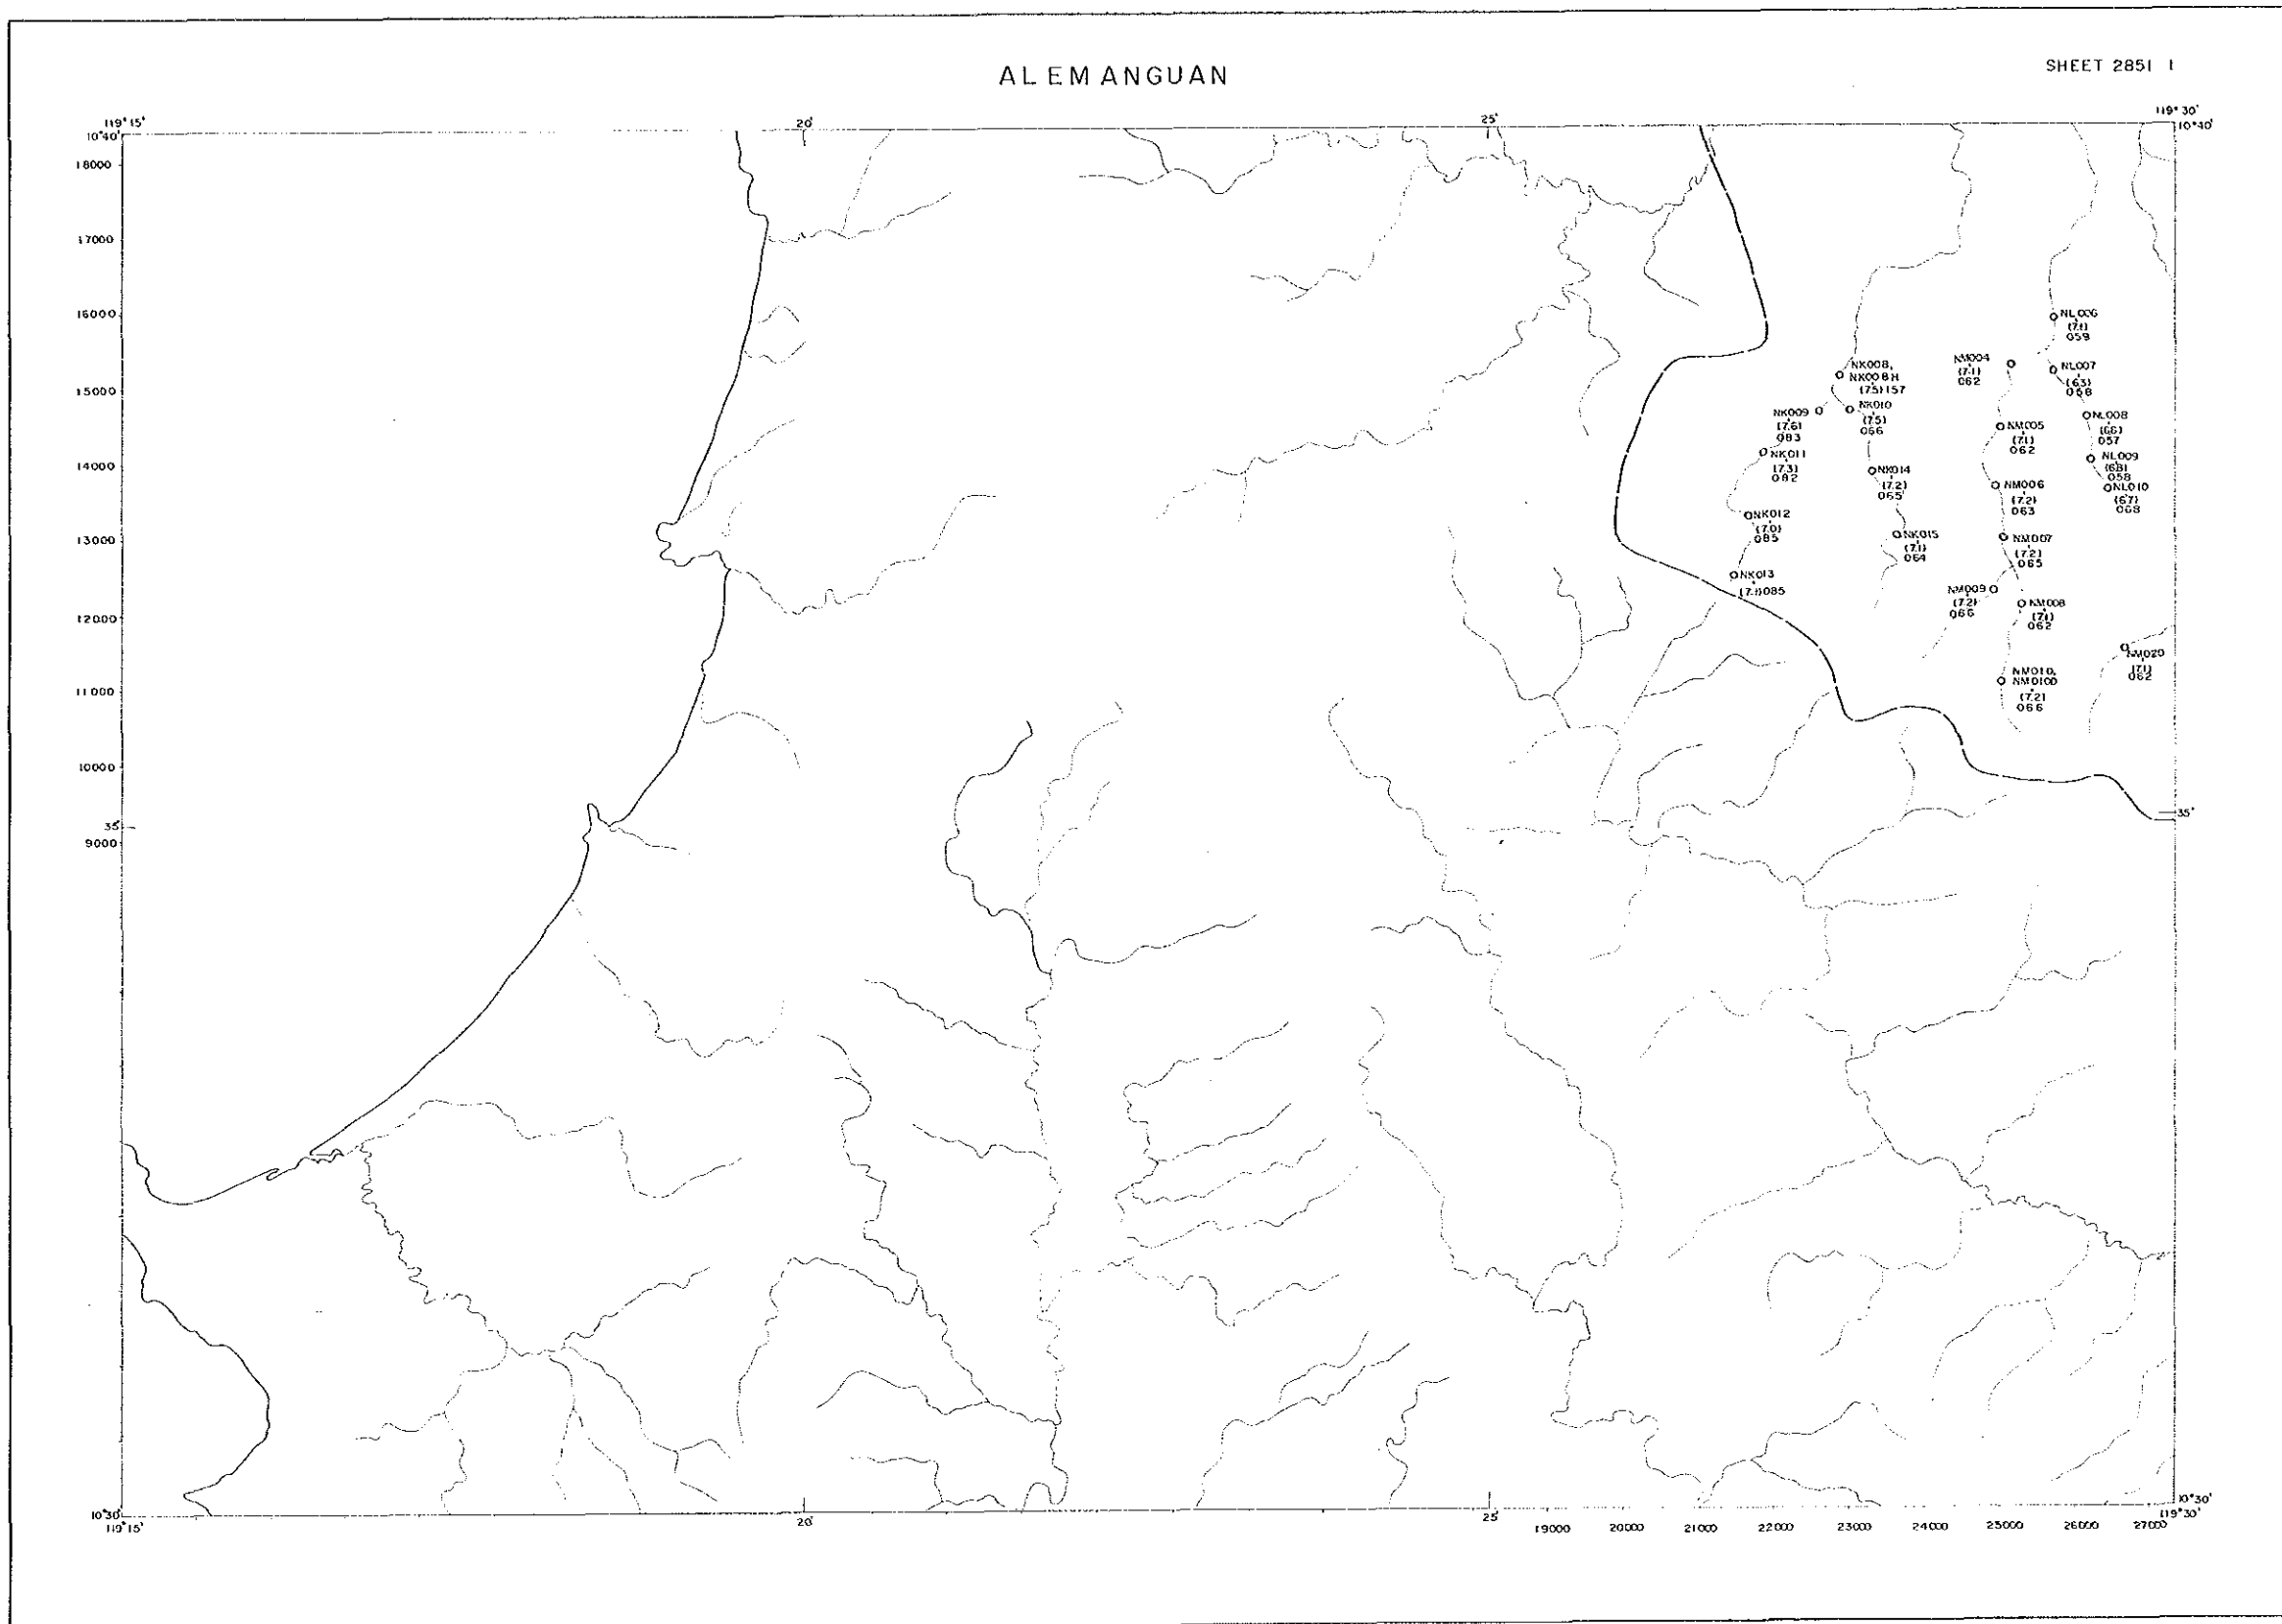 ALEMANGUAN
SHEET 2851 I
119° 15'
20'
25'
119° 30'
10° 40'
10° 40'
18000
17000
16000
15000
14000
13000
12000
11000
10000
35'
9000
35'
NL006
(7.1)
059
NM004
(7.1)
062
NL007
(6.3)
058
NK008,
NK008H
(7.5)157
NK009
(7.6)
083
NK010
(7.5)
066
NL008
(6.6)
057
NM005
(7.1)
062
NK011
(7.3)
082
NL009
(6.8)
058
NK014
(7.2)
065
NM006
(7.2)
063
NL010
(6.7)
068
NK012
(7.0)
085
NK015
(7.1)
064
NM007
(7.2)
065
NK013
(7.1)085
NM009
(7.2)
066
NM008
(7.1)
062
NM020
(7.1)
062
NM010,
NM010D
(7.2)
066
10° 30'
119° 15'
20'
25'
10° 30'
119° 30'
19000
20000
21000
22000
23000
24000
25000
26000
27000